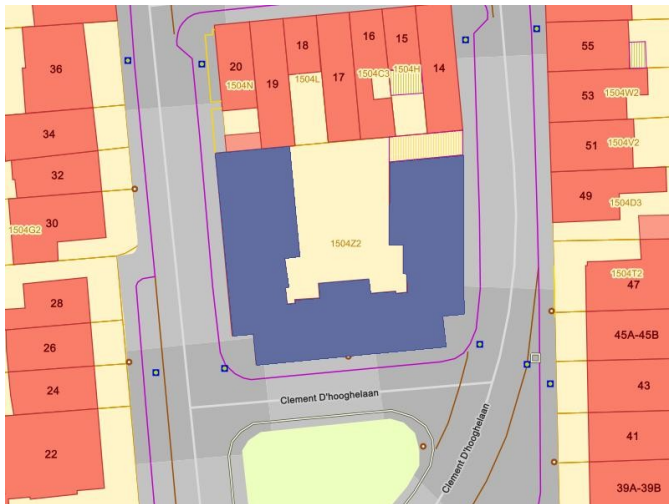 36
20
1504N
19
18
1504L
17
16
1504C3
15
1504H
14
55
53
1504W2
51
1504V2
49
1504D3
34
32
30
1504G2
1504Z2
1504T2
47
28
26
24
22
45A-45B
43
41
39A-39B
Clement D'hooghelaan
Clement D'hooghelaan